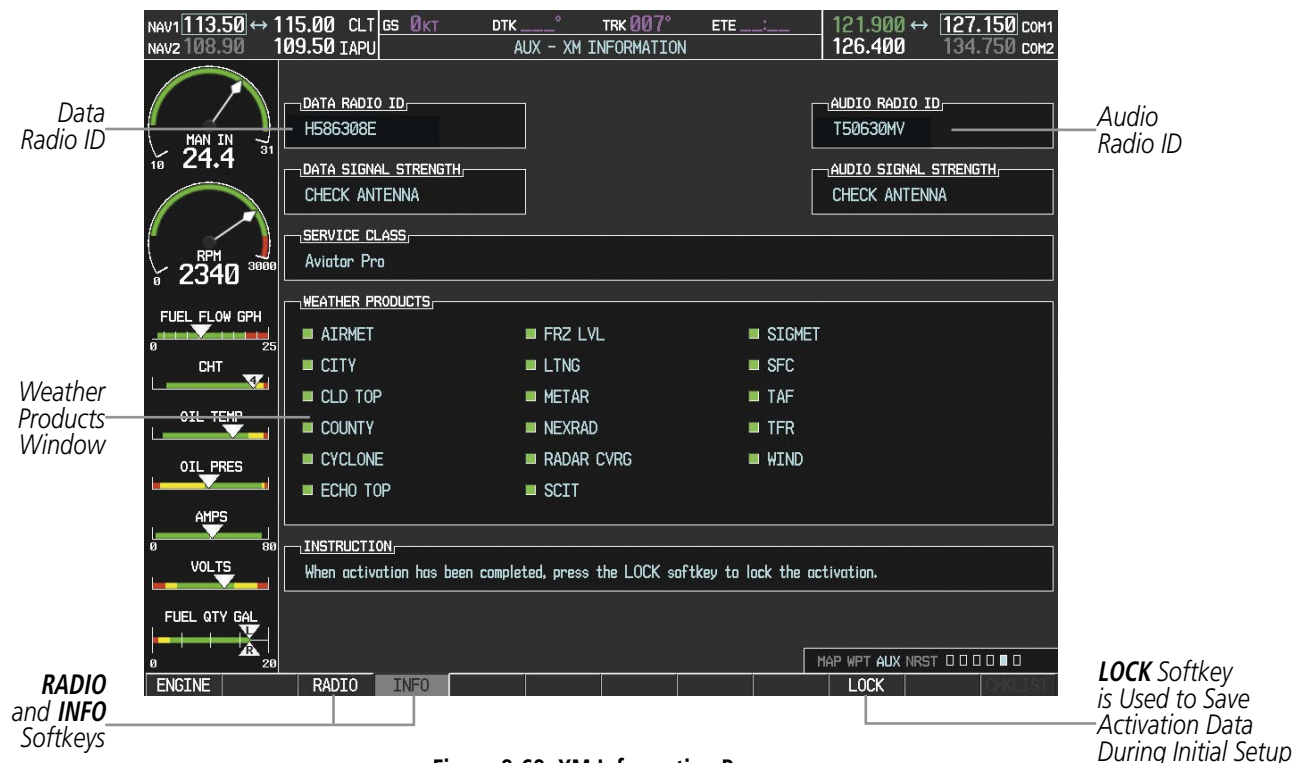 NAV1 113.50 ↔ 115.00 CLT GS 0KT DTK ___° TRK 007° ETE __:__ 121.900 ↔ 127.150 COM1
NAV2 108.90 109.50 IAPU AUX - XM INFORMATION 126.400 134.750 COM2
Data
Radio ID
DATA RADIO ID
H586308E
AUDIO RADIO ID
T50630MV
Audio
Radio ID
MAN IN
24.4
10 31
DATA SIGNAL STRENGTH
CHECK ANTENNA
AUDIO SIGNAL STRENGTH
CHECK ANTENNA
RPM
2340
0 3000
SERVICE CLASS
Aviator Pro
FUEL FLOW GPH
0 25
CHT
4
OIL TEMP
OIL PRES
AMPS
0 80
VOLTS
FUEL QTY GAL
L
R
0 20
Weather
Products
Window
WEATHER PRODUCTS
AIRMET FRZ LVL SIGMET
CITY LTNG SFC
CLD TOP METAR TAF
COUNTY NEXRAD TFR
CYCLONE RADAR CVRG WIND
ECHO TOP SCIT
INSTRUCTION
When activation has been completed, press the LOCK softkey to lock the activation.
MAP WPT AUX NRST
ENGINE RADIO INFO LOCK CHKLIST
RADIO
and INFO
Softkeys
LOCK Softkey
is Used to Save
Activation Data
During Initial Setup